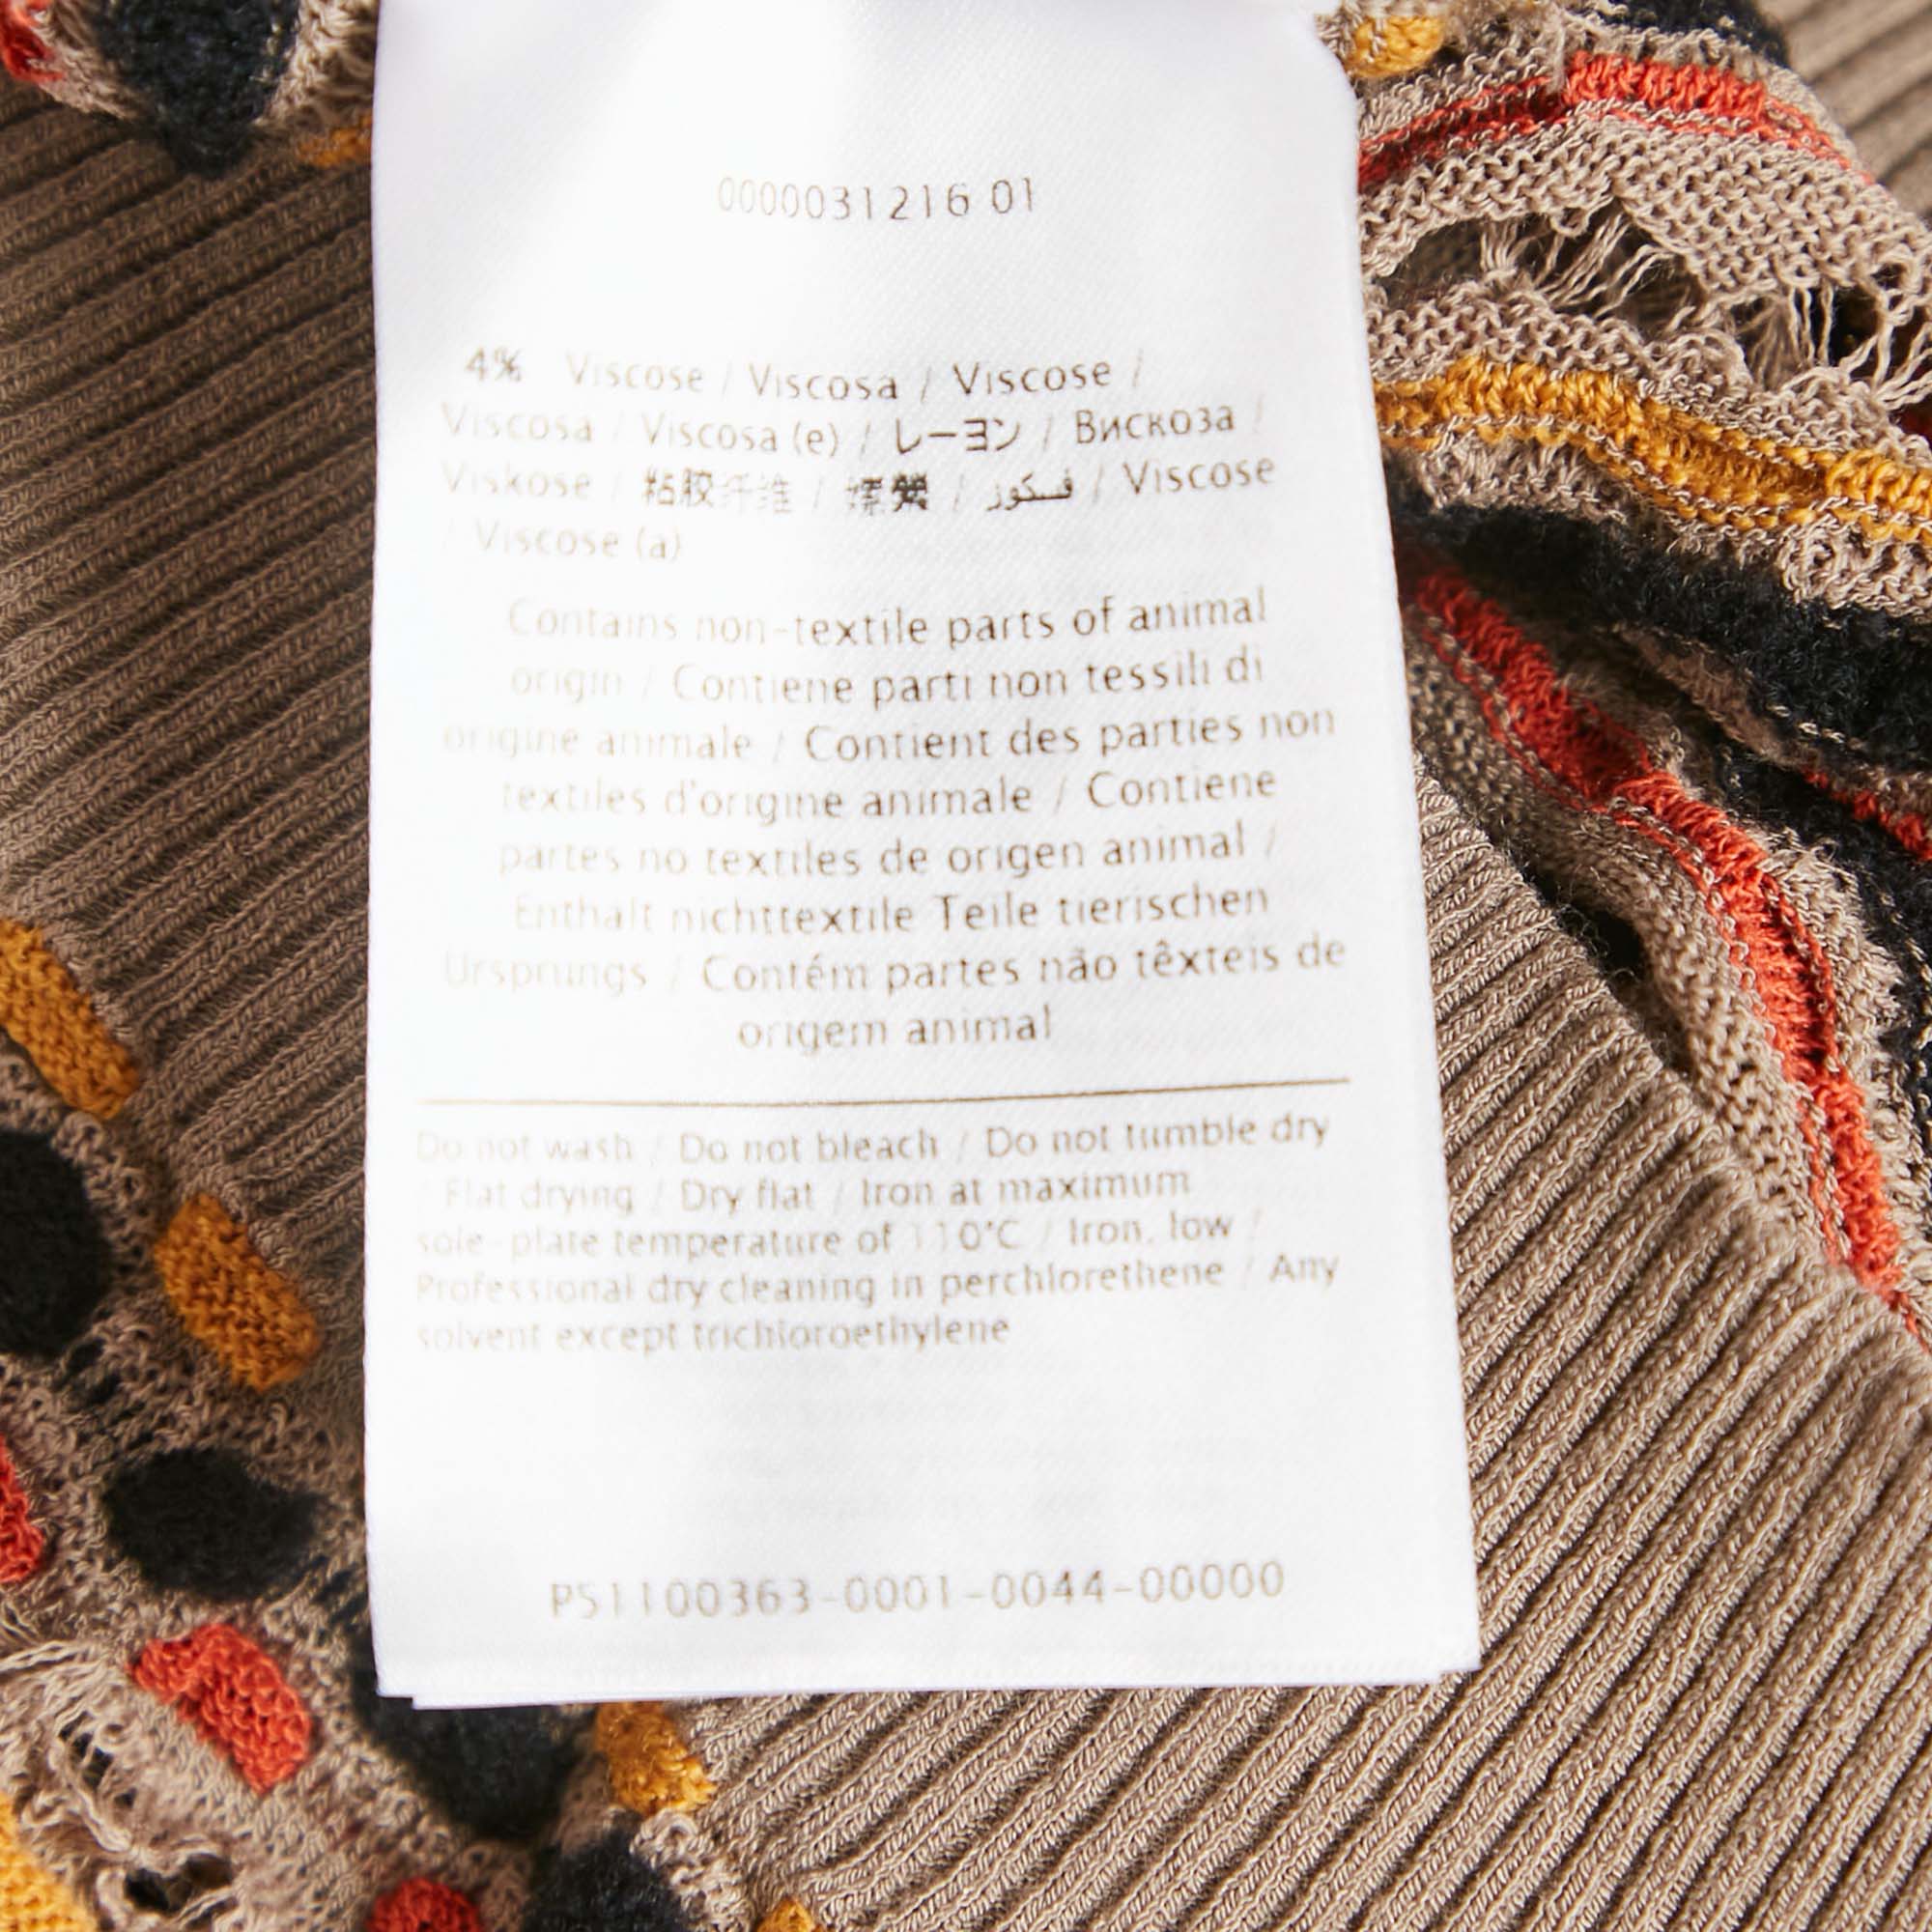 0000031216 01
4% Viscose / Viscosa / Viscose /
Viscosa / Viscosa (e) / レーヨン / Вискоза /
Viskose / 粘胶纤维 / 嫘縈 / فسكوز / Viscose
/ Viscose (a)
Contains non-textile parts of animal
origin / Contiene parti non tessili di
origine animale / Contient des parties non
textiles d'origine animale / Contiene
partes no textiles de origen animal /
Enthalt nichttextile Teile tierischen
Ursprungs / Contém partes não têxteis de
origem animal
Do not wash / Do not bleach / Do not tumble dry
/ Flat drying / Dry flat / Iron at maximum
sole-plate temperature of 110°C / Iron, low /
Professional dry cleaning in perchlorethene / Any
solvent except trichloroethylene
PS1100363-0001-0044-00000